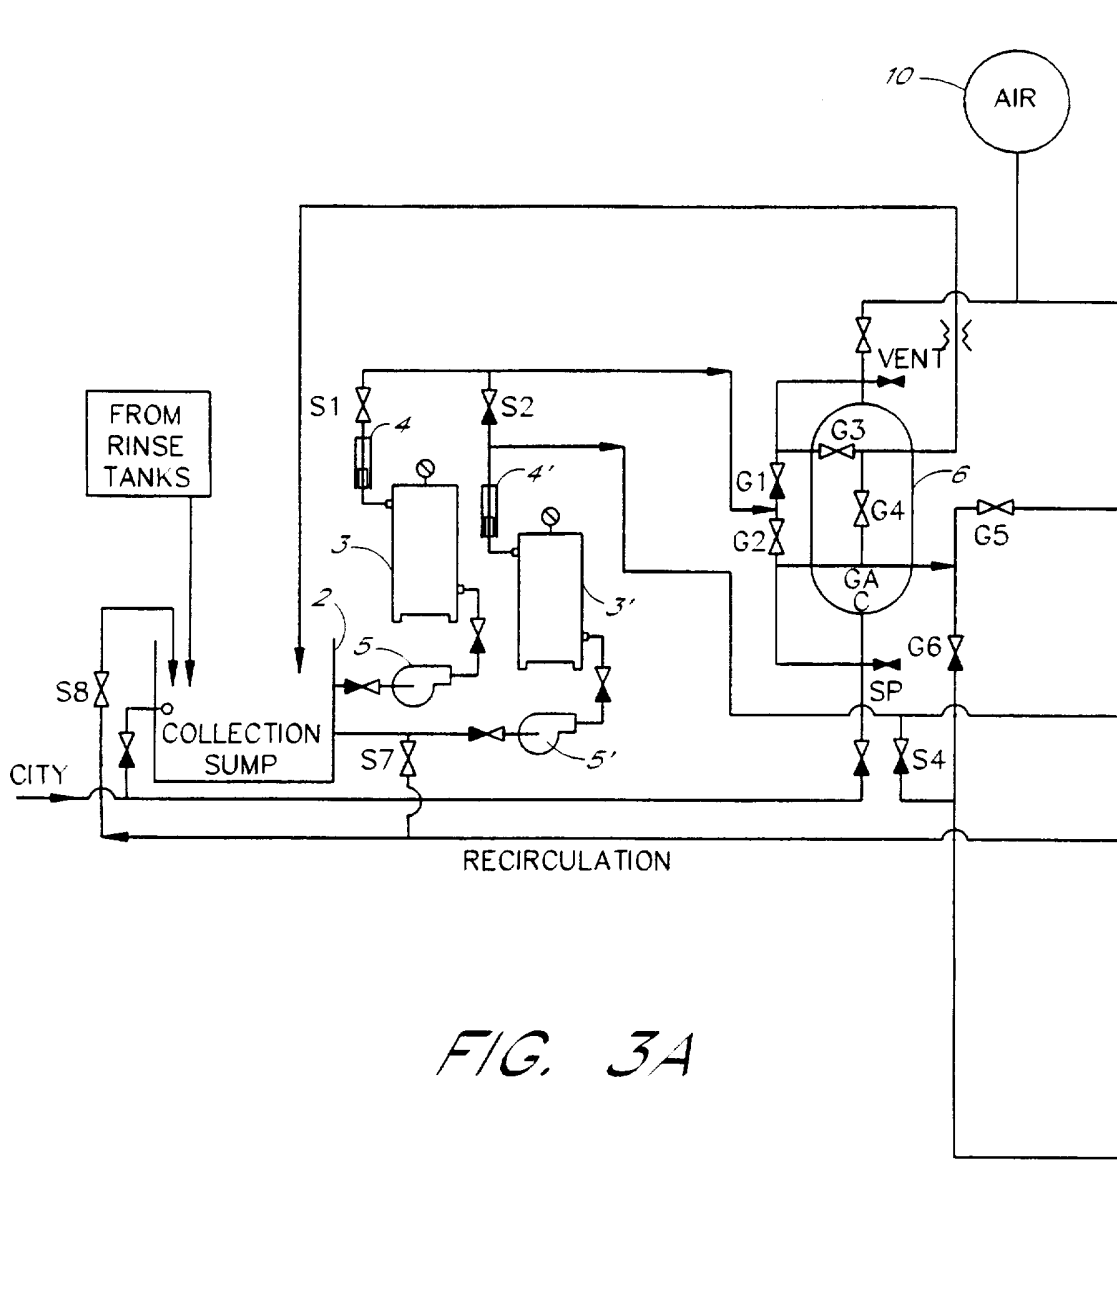 10
AIR
VENT
S1
S2
4
FROM
RINSE
TANKS
G3
4'
G1
6
G4
G2
G5
3
GA
C
2
3'
G6
5
S8
SP
COLLECTION
SUMP
S7
5'
S4
CITY
RECIRCULATION
FIG. 3A